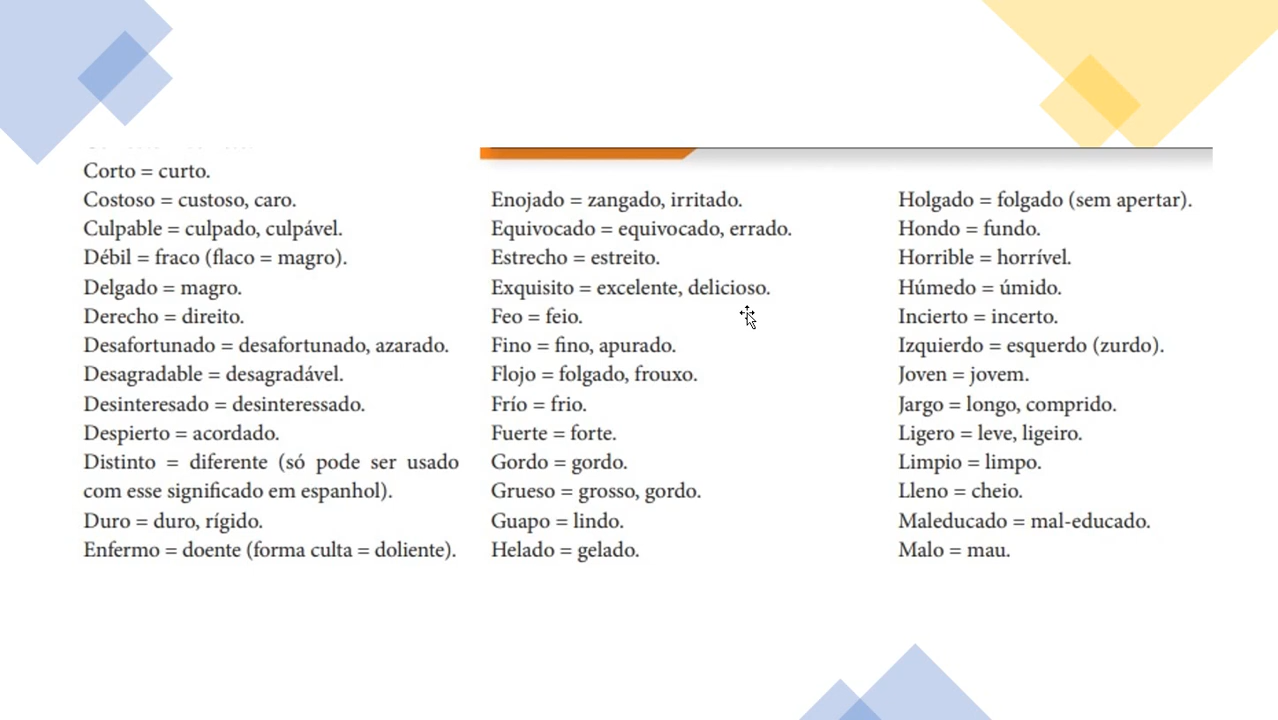 Corto = curto.
Costoso = custoso, caro.
Culpable = culpado, culpável.
Débil = fraco (flaco = magro).
Delgado = magro.
Derecho = direito.
Desafortunado = desafortunado, azarado.
Desagradable = desagradável.
Desinteresado = desinteressado.
Despierto = acordado.
Distinto = diferente (só pode ser usado
com esse significado em espanhol).
Duro = duro, rígido.
Enfermo = doente (forma culta = doliente).
Enojado = zangado, irritado.
Equivocado = equivocado, errado.
Estrecho = estreito.
Exquisito = excelente, delicioso.
Feo = feio.
Fino = fino, apurado.
Flojo = folgado, frouxo.
Frío = frio.
Fuerte = forte.
Gordo = gordo.
Grueso = grosso, gordo.
Guapo = lindo.
Helado = gelado.
Holgado = folgado (sem apertar).
Hondo = fundo.
Horrible = horrível.
Húmedo = úmido.
Incierto = incerto.
Izquierdo = esquerdo (zurdo).
Joven = jovem.
Jargo = longo, comprido.
Ligero = leve, ligeiro.
Limpio = limpo.
Lleno = cheio.
Maleducado = mal-educado.
Malo = mau.